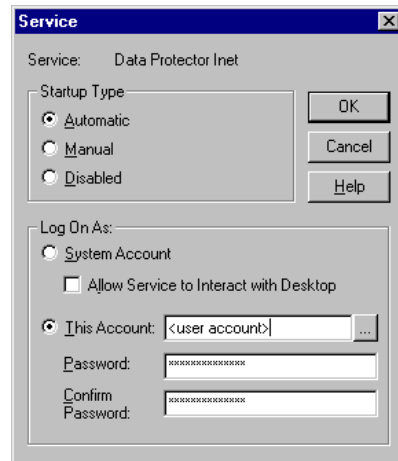 Service
Service: Data Protector Inet
Startup Type
Automatic
Manual
Disabled
OK
Cancel
Help
Log On As:
System Account
Allow Service to Interact with Desktop
This Account: <user account> ...
Password: *************
Confirm Password: *************